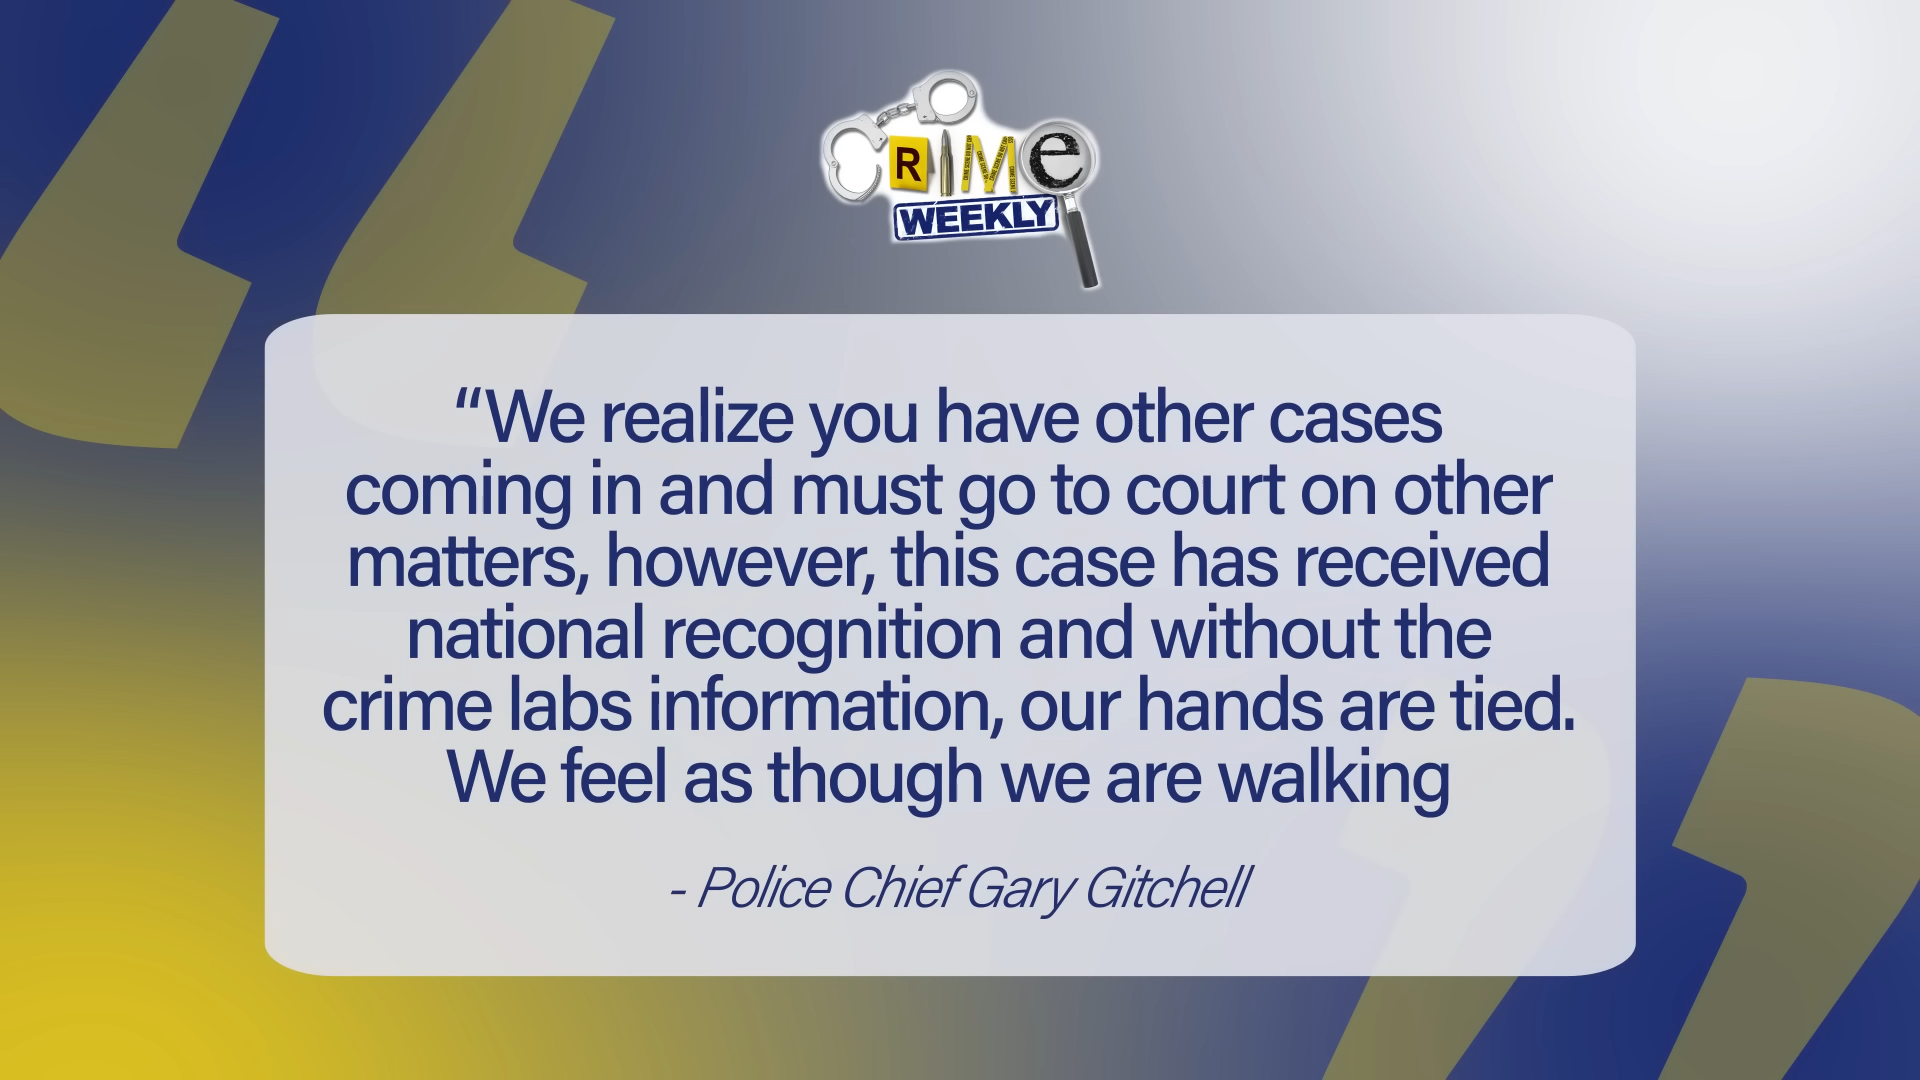 CRIMe
WEEKLY
“We realize you have other cases
coming in and must go to court on other
matters, however, this case has received
national recognition and without the
crime labs information, our hands are tied.
We feel as though we are walking
- Police Chief Gary Gitchell